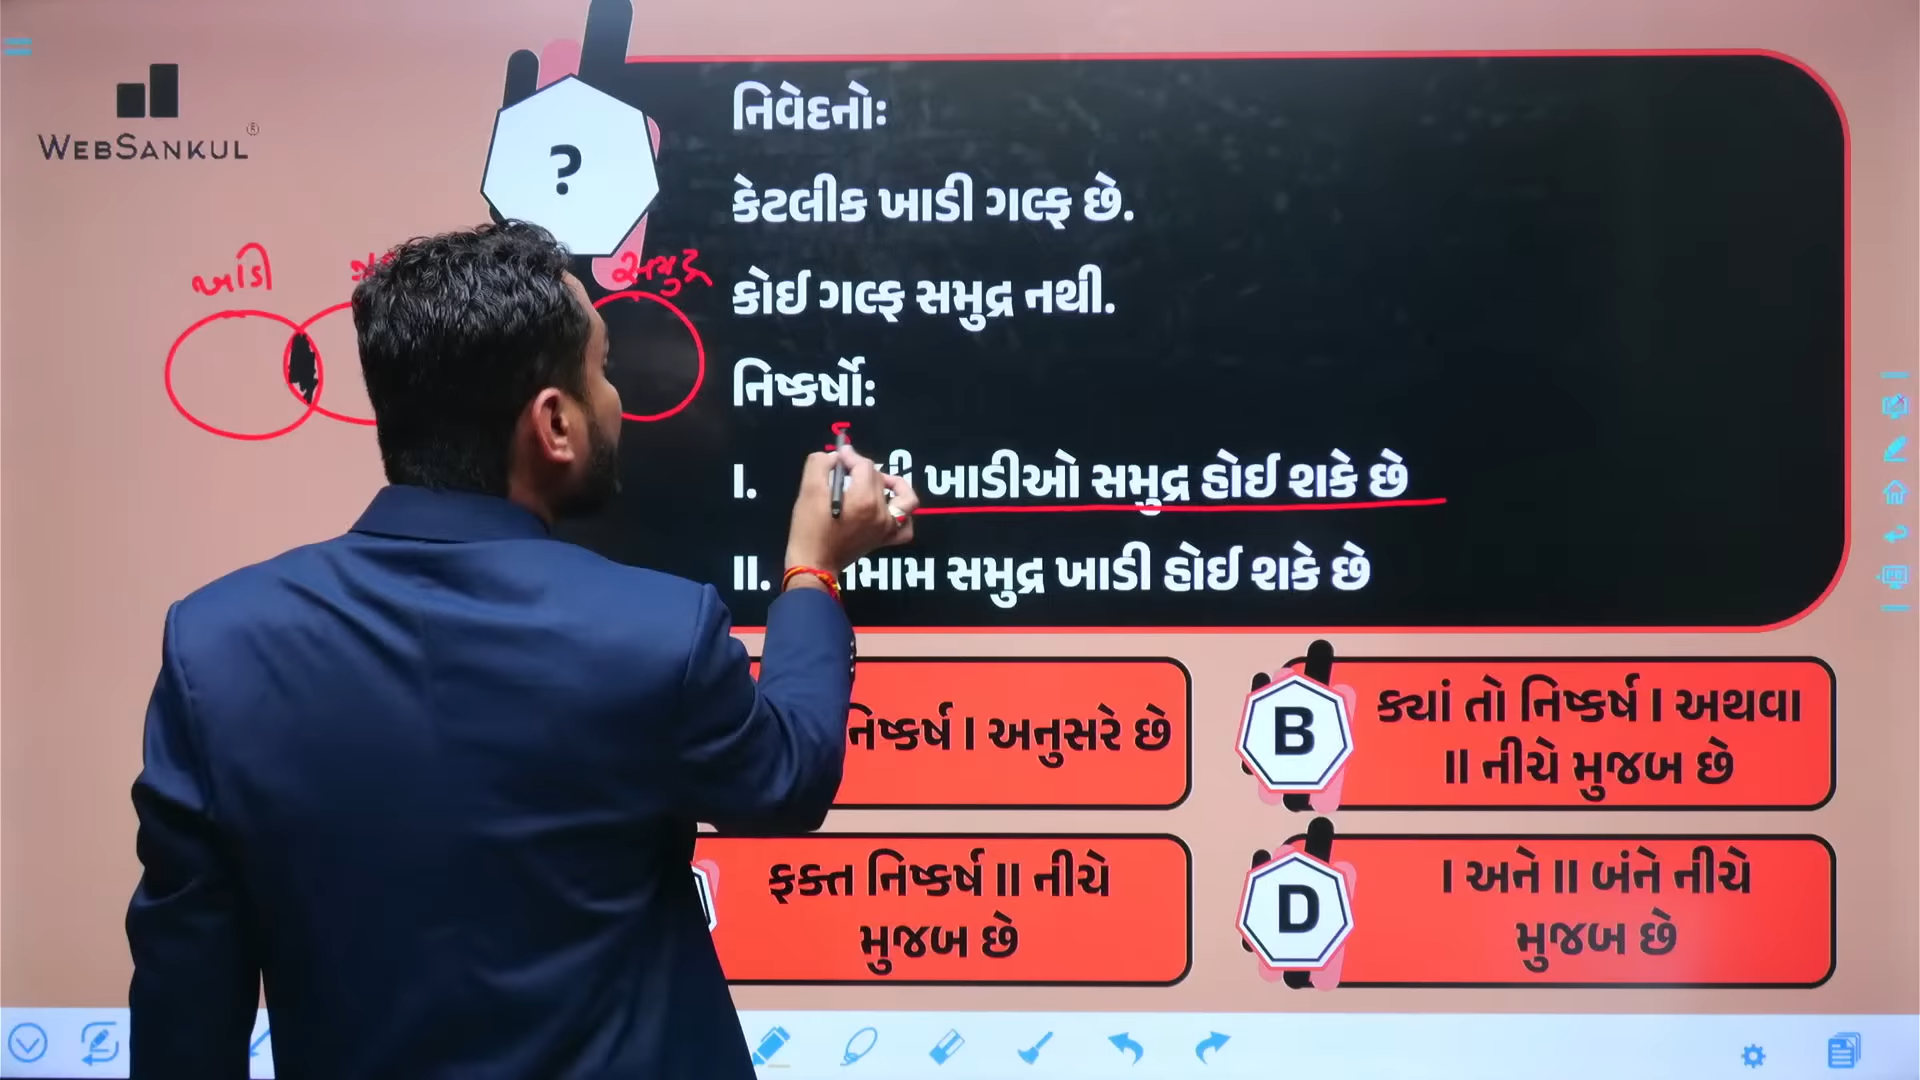 WEBSANKUL®
?
નિવેદનોઃ
કેટલીક ખાડી ગલ્ફ છે.
કોઈ ગલ્ફ સમુદ્ર નથી.
નિષ્કર્ષોઃ
I. ખાડીઓ સમુદ્ર હોઈ શકે છે
II. સમુદ્ર ખાડી હોઈ શકે છે
ખાડી
સમુદ્ર
નિષ્કર્ષ I અનુસરે છે
B ક્યાં તો નિષ્કર્ષ I અથવા
II નીચે મુજબ છે
ફક્ત નિષ્કર્ષ II નીચે
મુજબ છે
D I અને II બંને નીચે
મુજબ છે